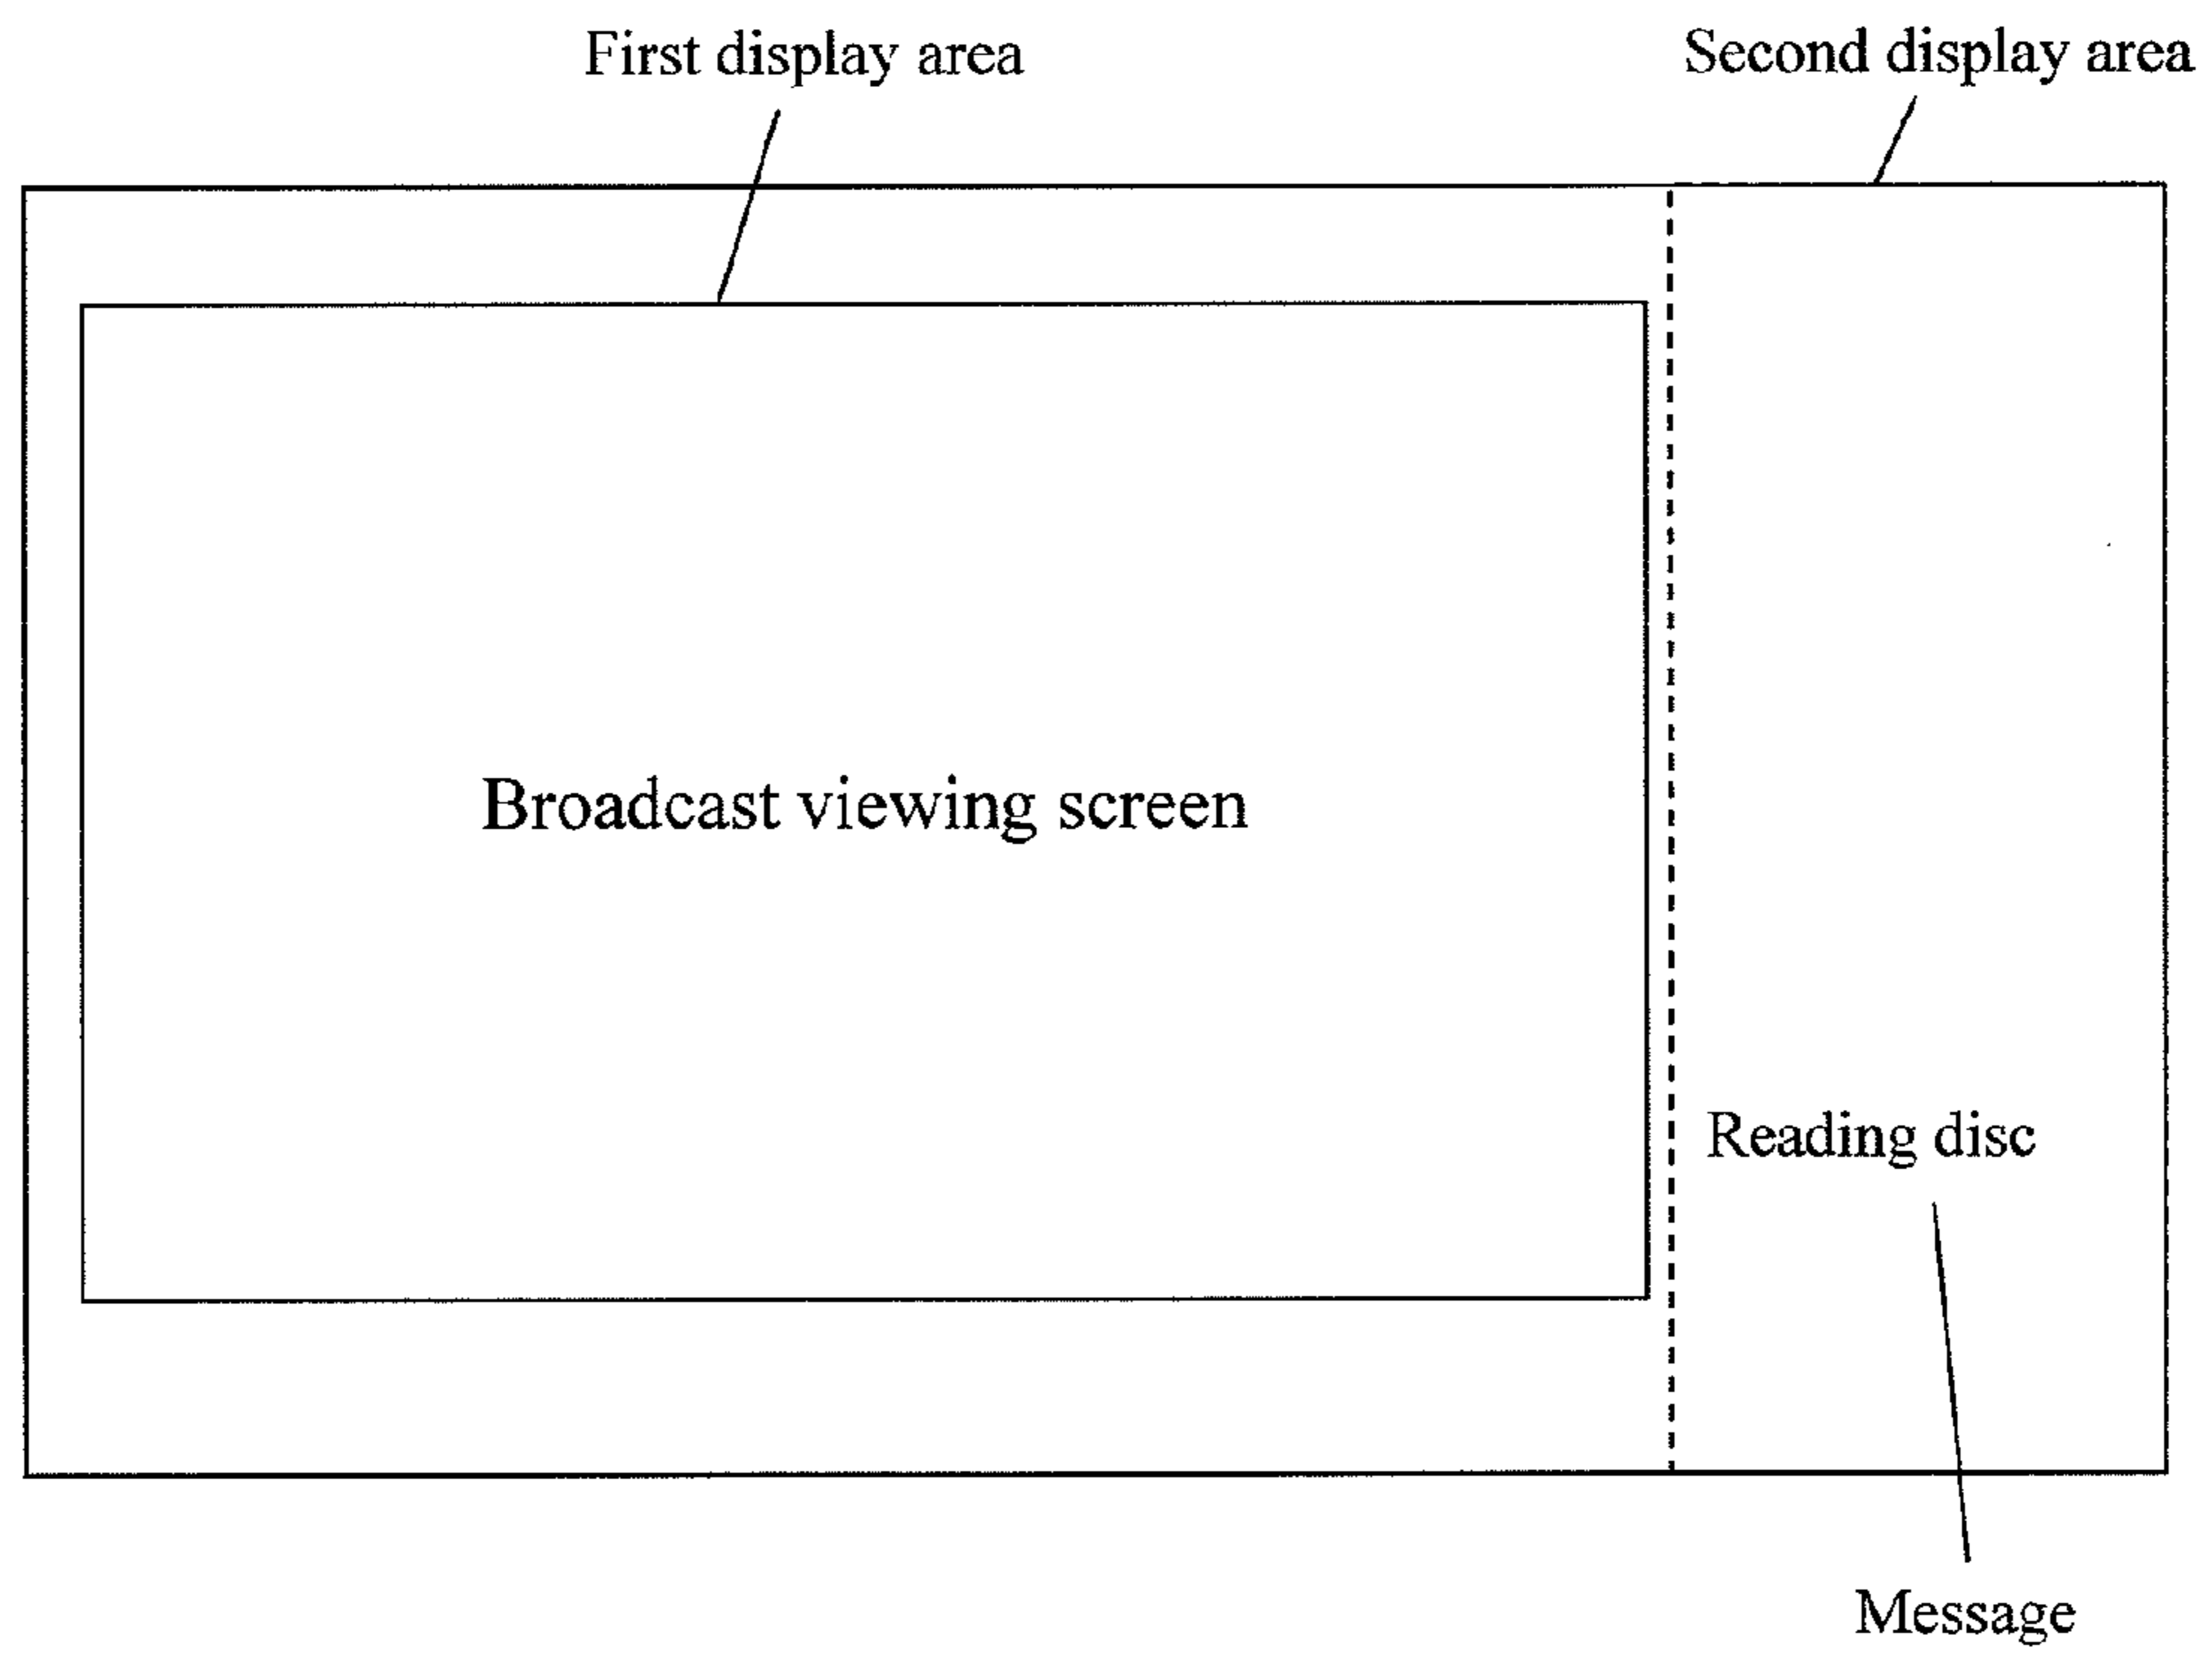 First display area
Second display area
Broadcast viewing screen
Reading disc
Message